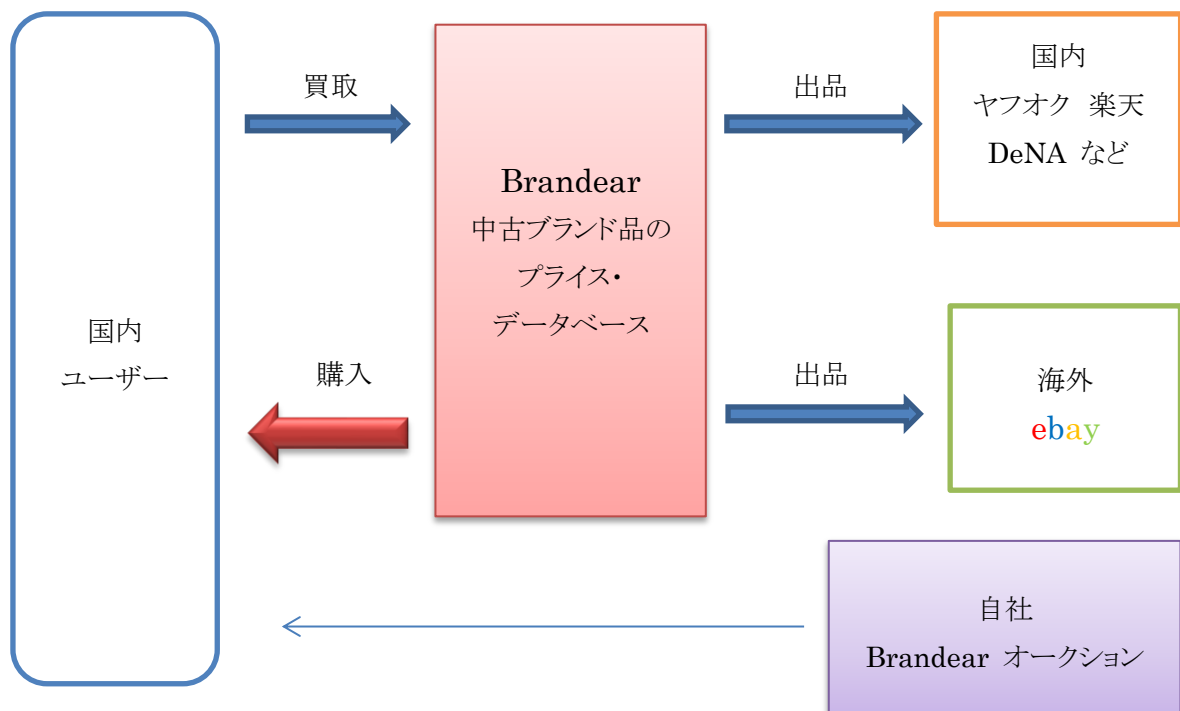 国内
ユーザー
買取
購入
Brandear
中古ブランド品の
プライス・
データベース
出品
出品
国内
ヤフオク 楽天
DeNA など
海外
ebay
自社
Brandear オークション